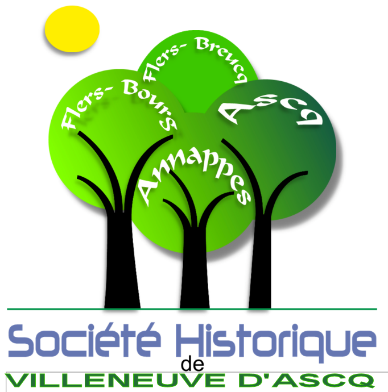 Flers- Breucq
Flers- Bourg
Ascq
Annappes
Société Historique
de
VILLENEUVE D'ASCQ